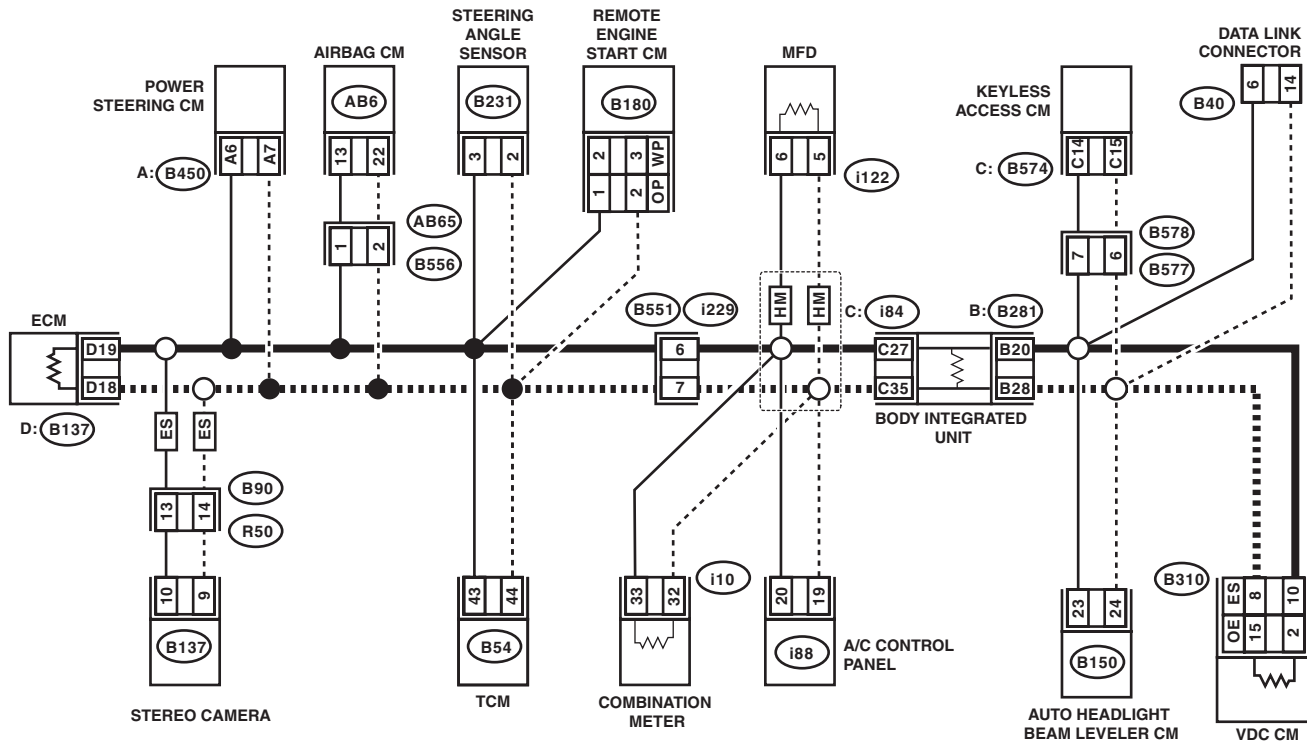 STEERING
ANGLE
SENSOR
REMOTE
ENGINE
START CM
AIRBAG CM
MFD
DATA LINK
CONNECTOR
POWER
STEERING CM
KEYLESS
ACCESS CM
AB6
B231
B180
6 14
B40
A6 A7
13 22
3 2
2 3 WP
1 2 OP
6 5
C14 C15
A: B450
i122
C: B574
AB65
1 2
B556
B578
7 6
B577
HM HM
B551 i229
C: i84
B: B281
ECM
D19
6
C27
B20
D18
7
C35
B28
D: B137
ES ES
BODY INTEGRATED
UNIT
B90
13 14
R50
i10
B310
10 9
43 44
33 32
20 19
23 24
ES 8 10
OE 15 2
B137
B54
i88
A/C CONTROL
PANEL
B150
STEREO CAMERA
TCM
COMBINATION
METER
AUTO HEADLIGHT
BEAM LEVELER CM
VDC CM